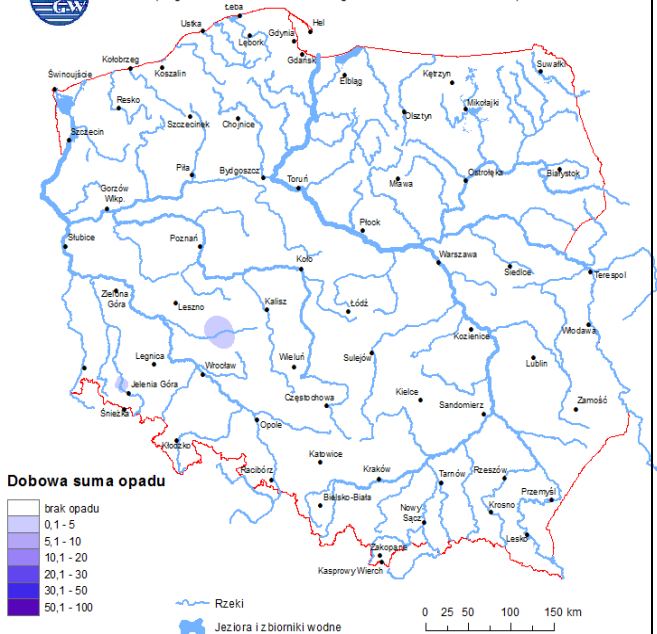 GW
Łeba
Hel
Ustka
Lębork
Gdynia
Gdańsk
Kołobrzeg
Koszalin
Elbląg
Kętrzyn
Suwałki
Świnoujście
Resko
Szczecinek
Chojnice
Olsztyn
Mikołajki
Szczecin
Piła
Bydgoszcz
Toruń
Mława
Ostrołęka
Białystok
Gorzów
Wlkp.
Płock
Słubice
Poznań
Koło
Warszawa
Siedlce
Terespol
Zielona
Góra
Leszno
Kalisz
Łódź
Kozienice
Włodawa
Legnica
Wrocław
Wieluń
Sulejów
Lublin
Jelenia Góra
Częstochowa
Kielce
Sandomierz
Zamość
Śnieżka
Opole
Kłodzko
Racibórz
Katowice
Kraków
Tarnów
Rzeszów
Przemyśl
Bielsko-Biała
Nowy
Sącz
Krosno
Lesko
Zakopane
Kasprowy Wierch
Dobowa suma opadu
brak opadu
0,1 - 5
5,1 - 10
10,1 - 20
20,1 - 30
30,1 - 50
50,1 - 100
Rzeki
Jeziora i zbiorniki wodne
0 25 50 100 150 km